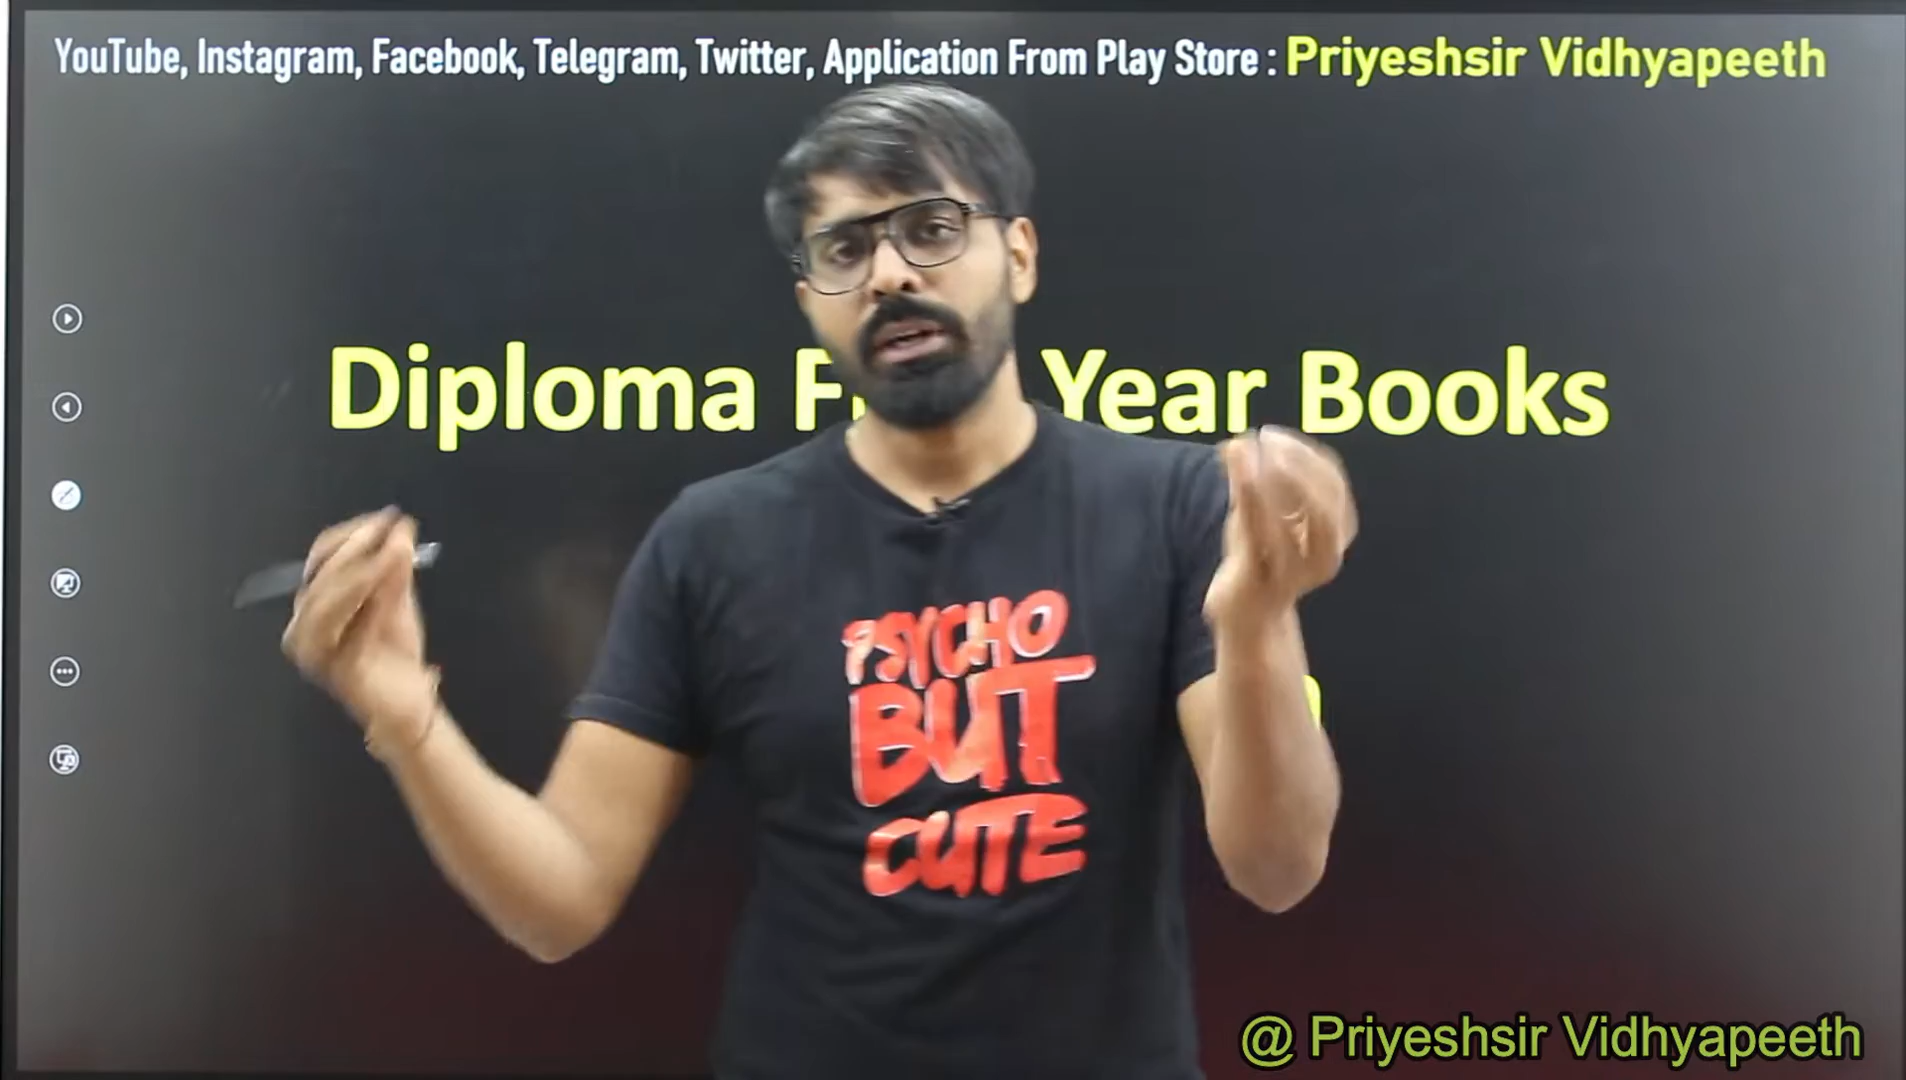 YouTube, Instagram, Facebook, Telegram, Twitter, Application From Play Store : Priyeshsir Vidhyapeeth
Diploma Year Books
PSYCHO
BUT
CUTE
@ Priyeshsir Vidhyapeeth